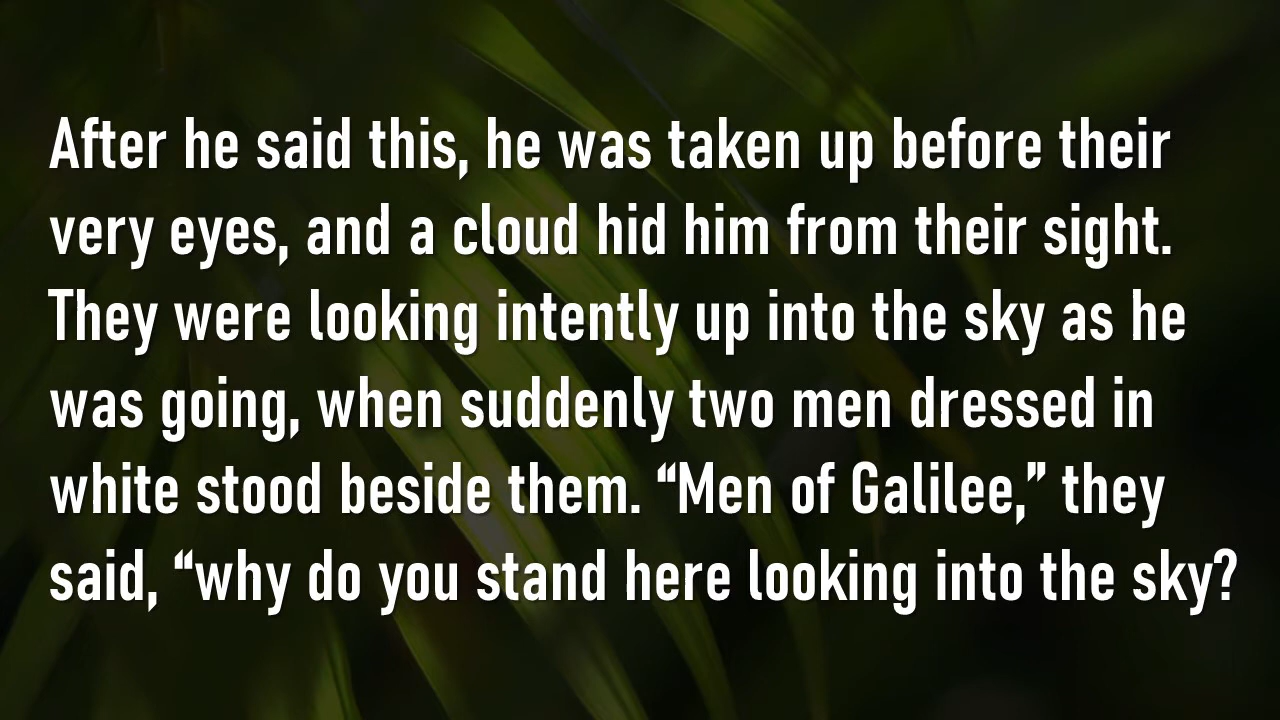 After he said this, he was taken up before their
very eyes, and a cloud hid him from their sight.
They were looking intently up into the sky as he
was going, when suddenly two men dressed in
white stood beside them. “Men of Galilee,” they
said, “why do you stand here looking into the sky?